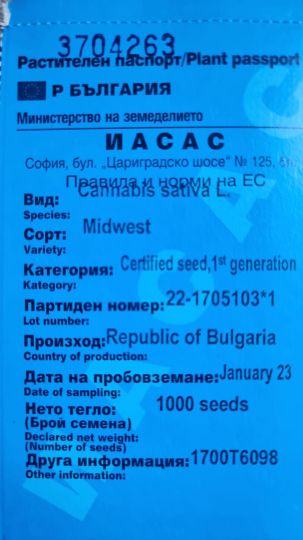 3704263
Растителен паспорт/Plant passport
Р БЪЛГАРИЯ
Министерство на земеделието
ИАСАС
София, бул. „Цариградско шосе" № 125, бл.
Правила и норми на ЕС
Вид: Cannabis sativa L.
Species:
Сорт: Midwest
Variety:
Категория: Certified seed,1st generation
Kategory:
Партиден номер: 22-1705103*1
Lot number:
Произход: Republic of Bulgaria
Country of production:
Дата на пробовземане: January 23
Date of sampling:
Нето тегло: 1000 seeds
(Брой семена)
Declared net weight:
(Number of seeds)
Друга информация: 1700T6098
Other information:
ИАСАС